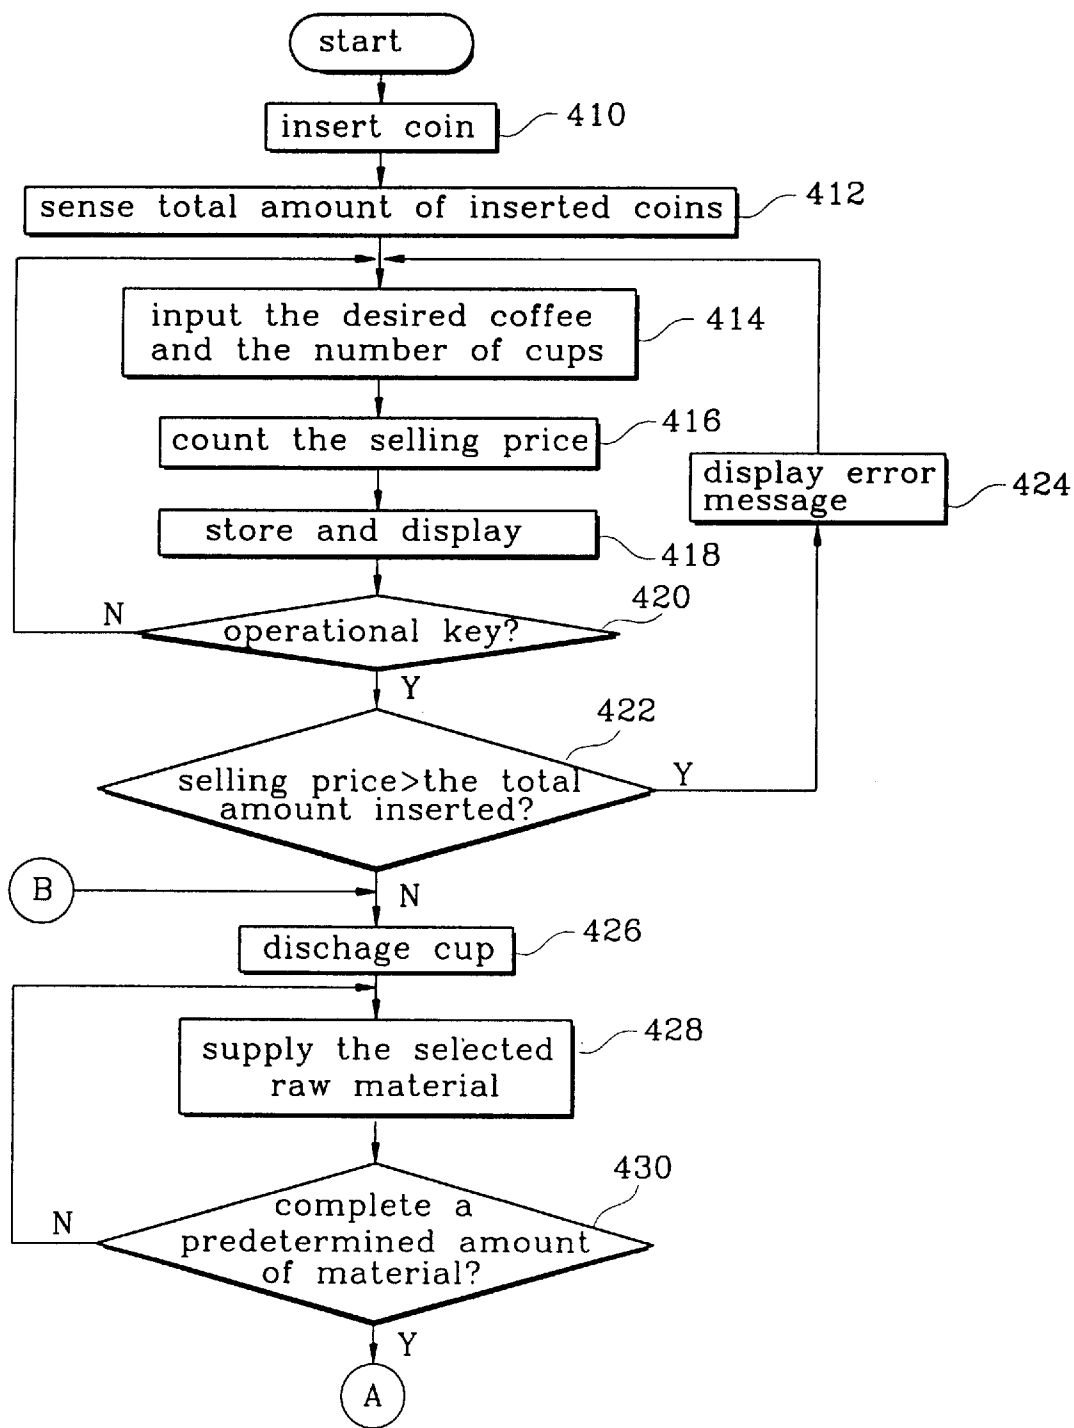 start
insert coin
410
sense total amount of inserted coins
412
input the desired coffee
and the number of cups
414
count the selling price
416
display error
message
424
store and display
418
420
N
operational key?
Y
422
selling price>the total
amount inserted?
Y
B
N
dischage cup
426
supply the selected
raw material
428
430
complete a
predetermined amount
of material?
N
Y
A